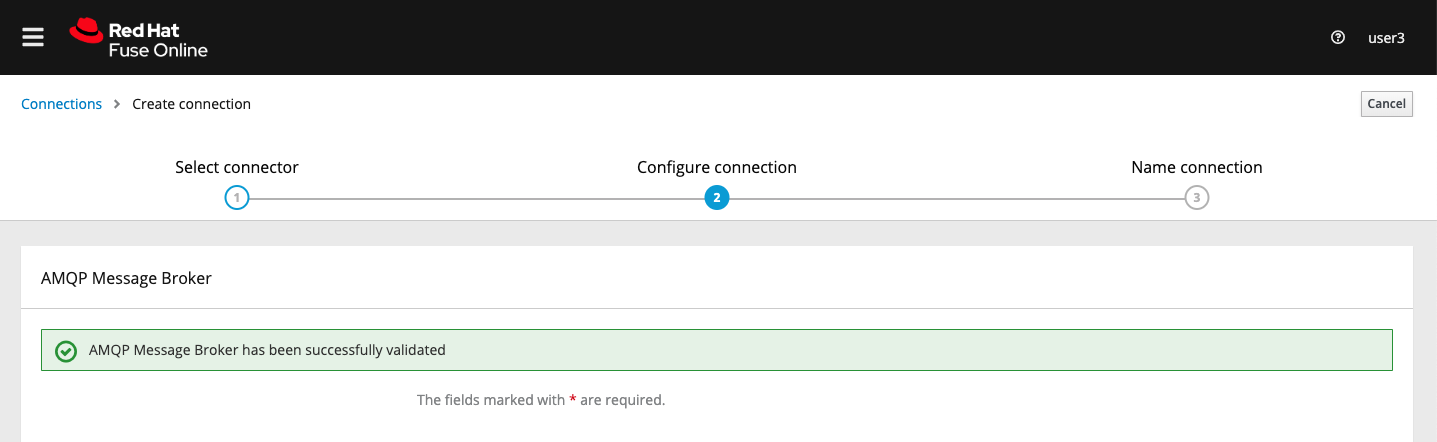 Red Hat
Fuse Online
user3
Connections > Create connection
Cancel
Select connector
Configure connection
Name connection
1
2
3
AMQP Message Broker
AMQP Message Broker has been successfully validated
The fields marked with * are required.